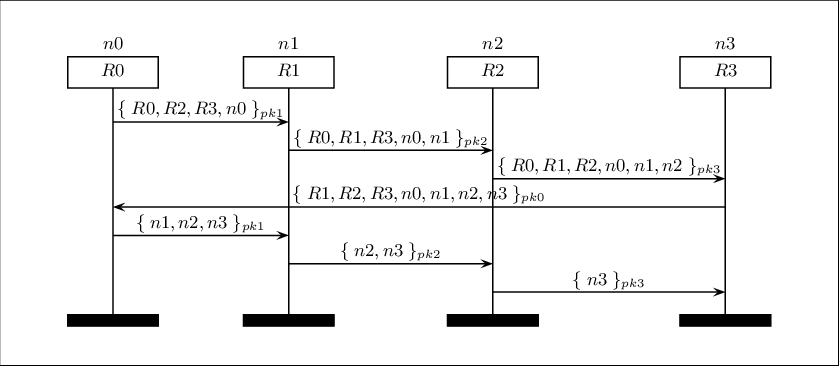 n0 n1 n2 n3
R0 R1 R2 R3
{ R0, R2, R3, n0 }pk1
{ R0, R1, R3, n0, n1 }pk2
{ R0, R1, R2, n0, n1, n2 }pk3
{ R1, R2, R3, n0, n1, n2, n3 }pk0
{ n1, n2, n3 }pk1
{ n2, n3 }pk2
{ n3 }pk3